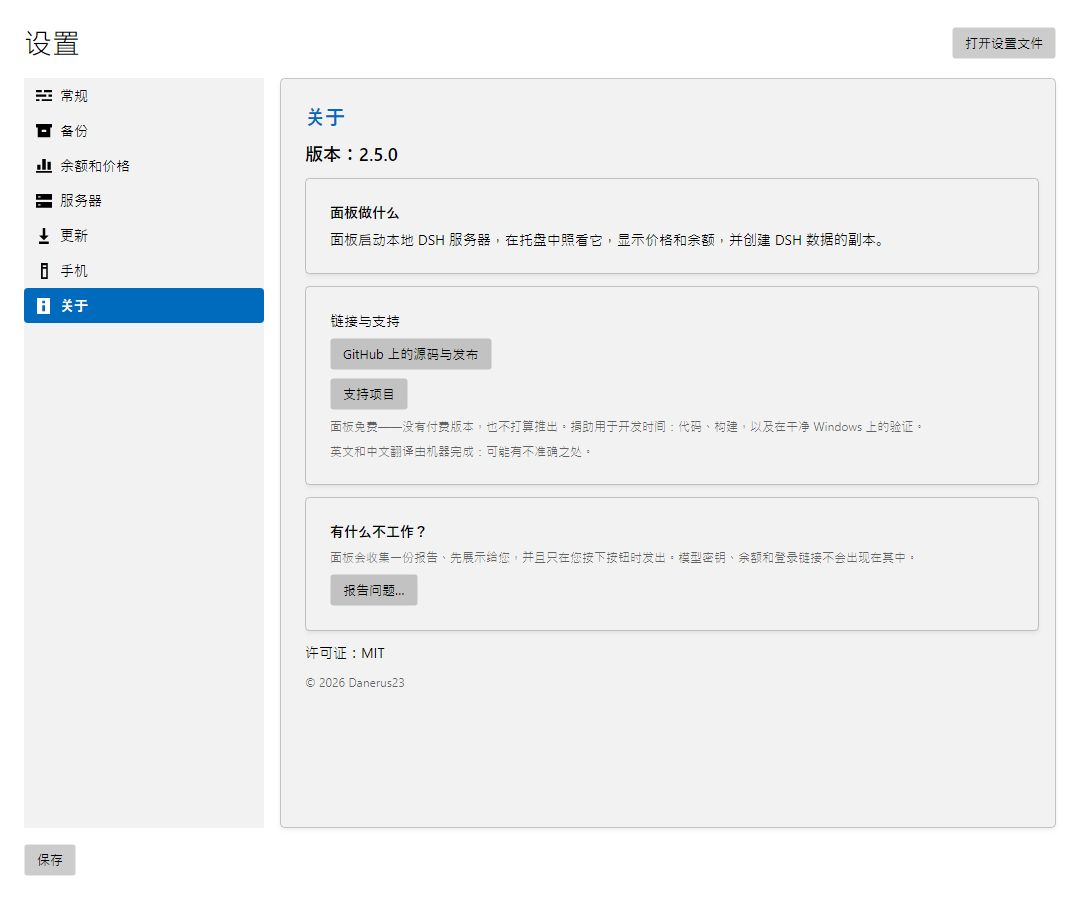 设置
打开设置文件
常规
备份
余额和价格
服务器
更新
手机
关于
关于
版本：2.5.0
面板做什么
面板启动本地 DSH 服务器，在托盘中照看它，显示价格和余额，并创建 DSH 数据的副本。
链接与支持
GitHub 上的源码与发布
支持项目
面板免费——没有付费版本，也不打算推出。捐助用于开发时间：代码、构建，以及在干净 Windows 上的验证。
英文和中文翻译由机器完成：可能有不准确之处。
有什么不工作？
面板会收集一份报告、先展示给您，并且只在您按下按钮时发出。模型密钥、余额和登录链接不会出现在其中。
报告问题...
许可证：MIT
© 2026 Danerus23
保存